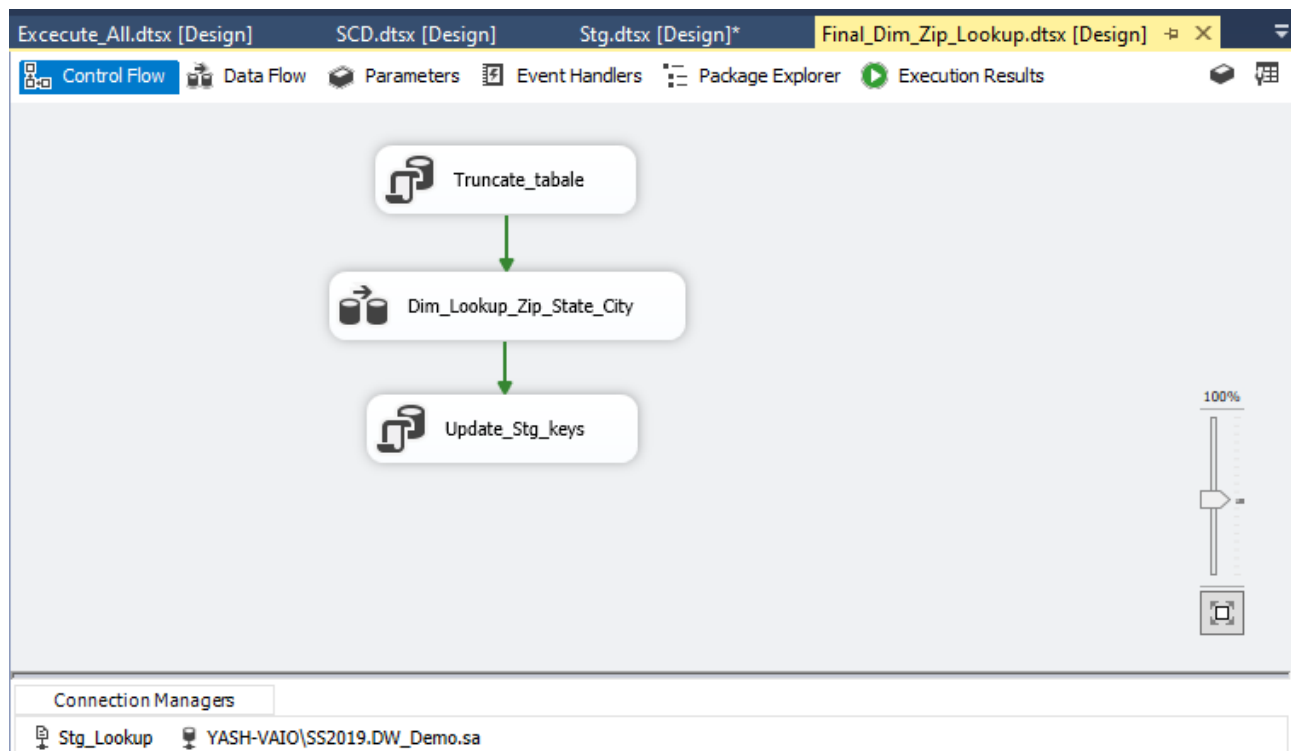 Excecute_All.dtsx [Design] SCD.dtsx [Design] Stg.dtsx [Design]* Final_Dim_Zip_Lookup.dtsx [Design]
Control Flow Data Flow Parameters Event Handlers Package Explorer Execution Results
Truncate_tabale
Dim_Lookup_Zip_State_City
Update_Stg_keys
100%
Connection Managers
Stg_Lookup YASH-VAIO\SS2019.DW_Demo.sa